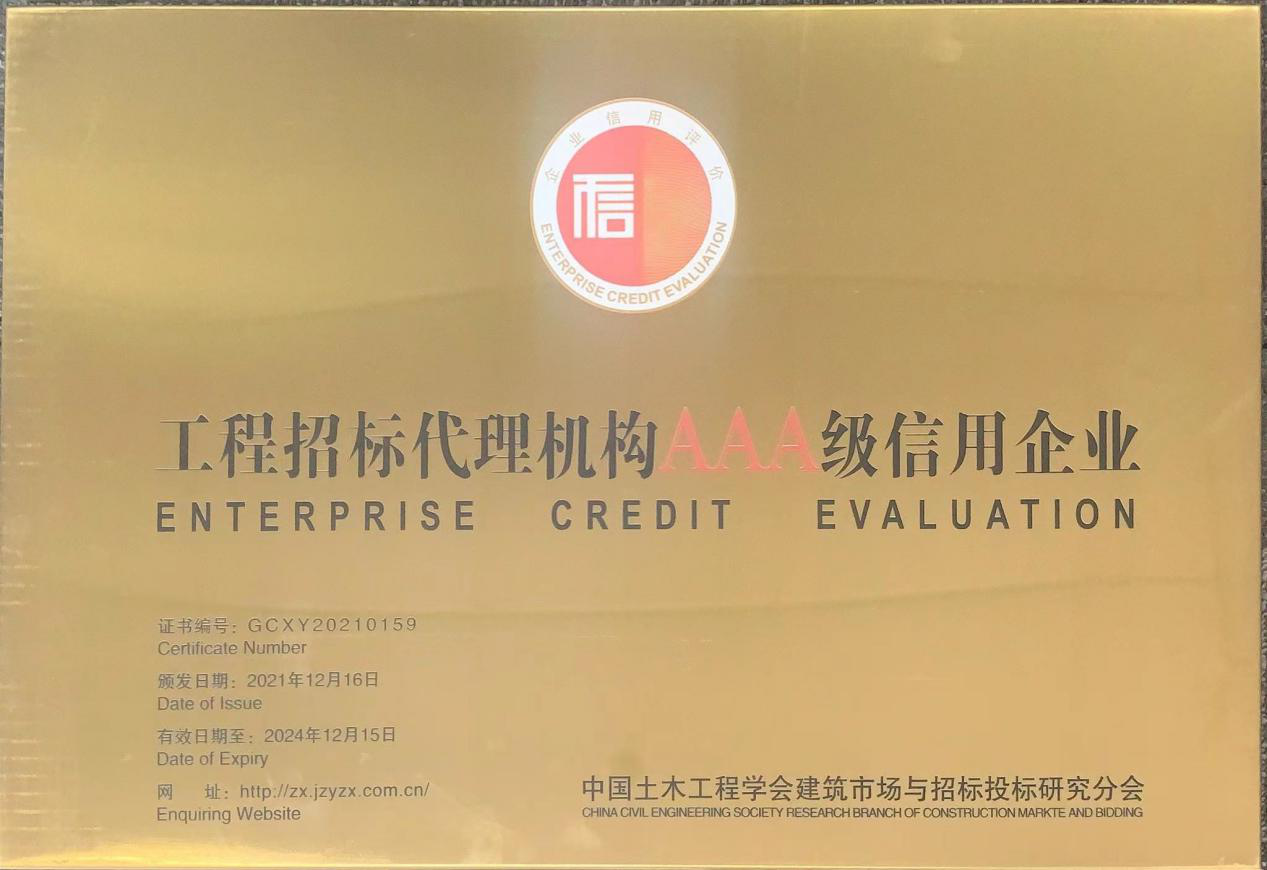 企业信用评价
信
ENTERPRISE CREDIT EVALUATION
工程招标代理机构AAA级信用企业
ENTERPRISE CREDIT EVALUATION
证书编号：GCXY20210159
Certificate Number
颁发日期：2021年12月16日
Date of Issue
有效日期至：2024年12月15日
Date of Expiry
网 址：http://zx.jzyzx.com.cn/
Enquiring Website
中国土木工程学会建筑市场与招标投标研究分会
CHINA CIVIL ENGINEERING SOCIETY RESEARCH BRANCH OF CONSTRUCTION MARKTE AND BIDDING